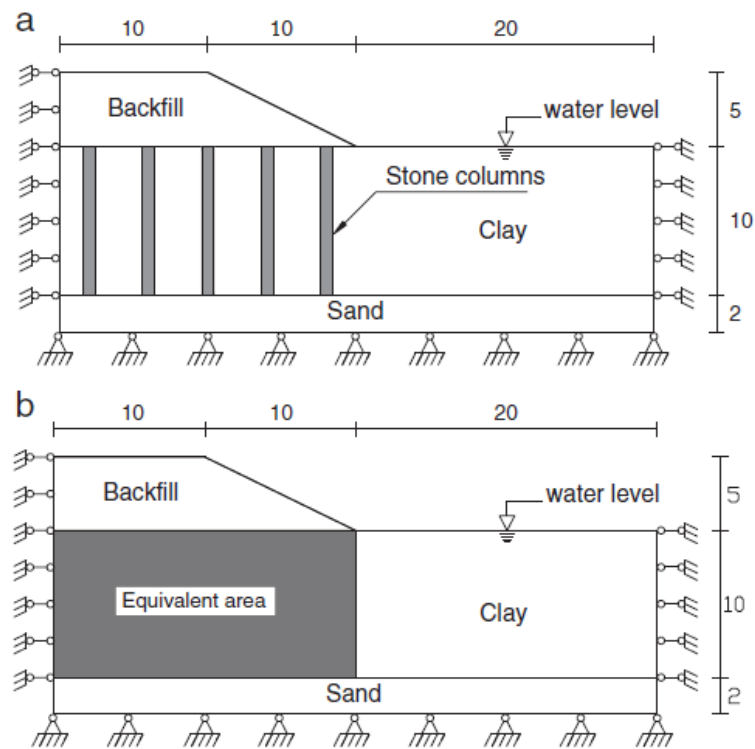 a
10 10 20
Backfill
water level
5
Stone columns
Clay
10
Sand
2
b
10 10 20
Backfill
water level
5
Equivalent area
Clay
10
Sand
2